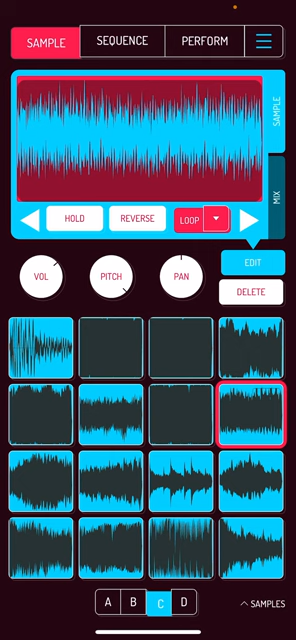 SAMPLE
SEQUENCE
PERFORM
SAMPLE
MIX
HOLD
REVERSE
LOOP
VOL
PITCH
PAN
EDIT
DELETE
A
B
C
D
SAMPLES